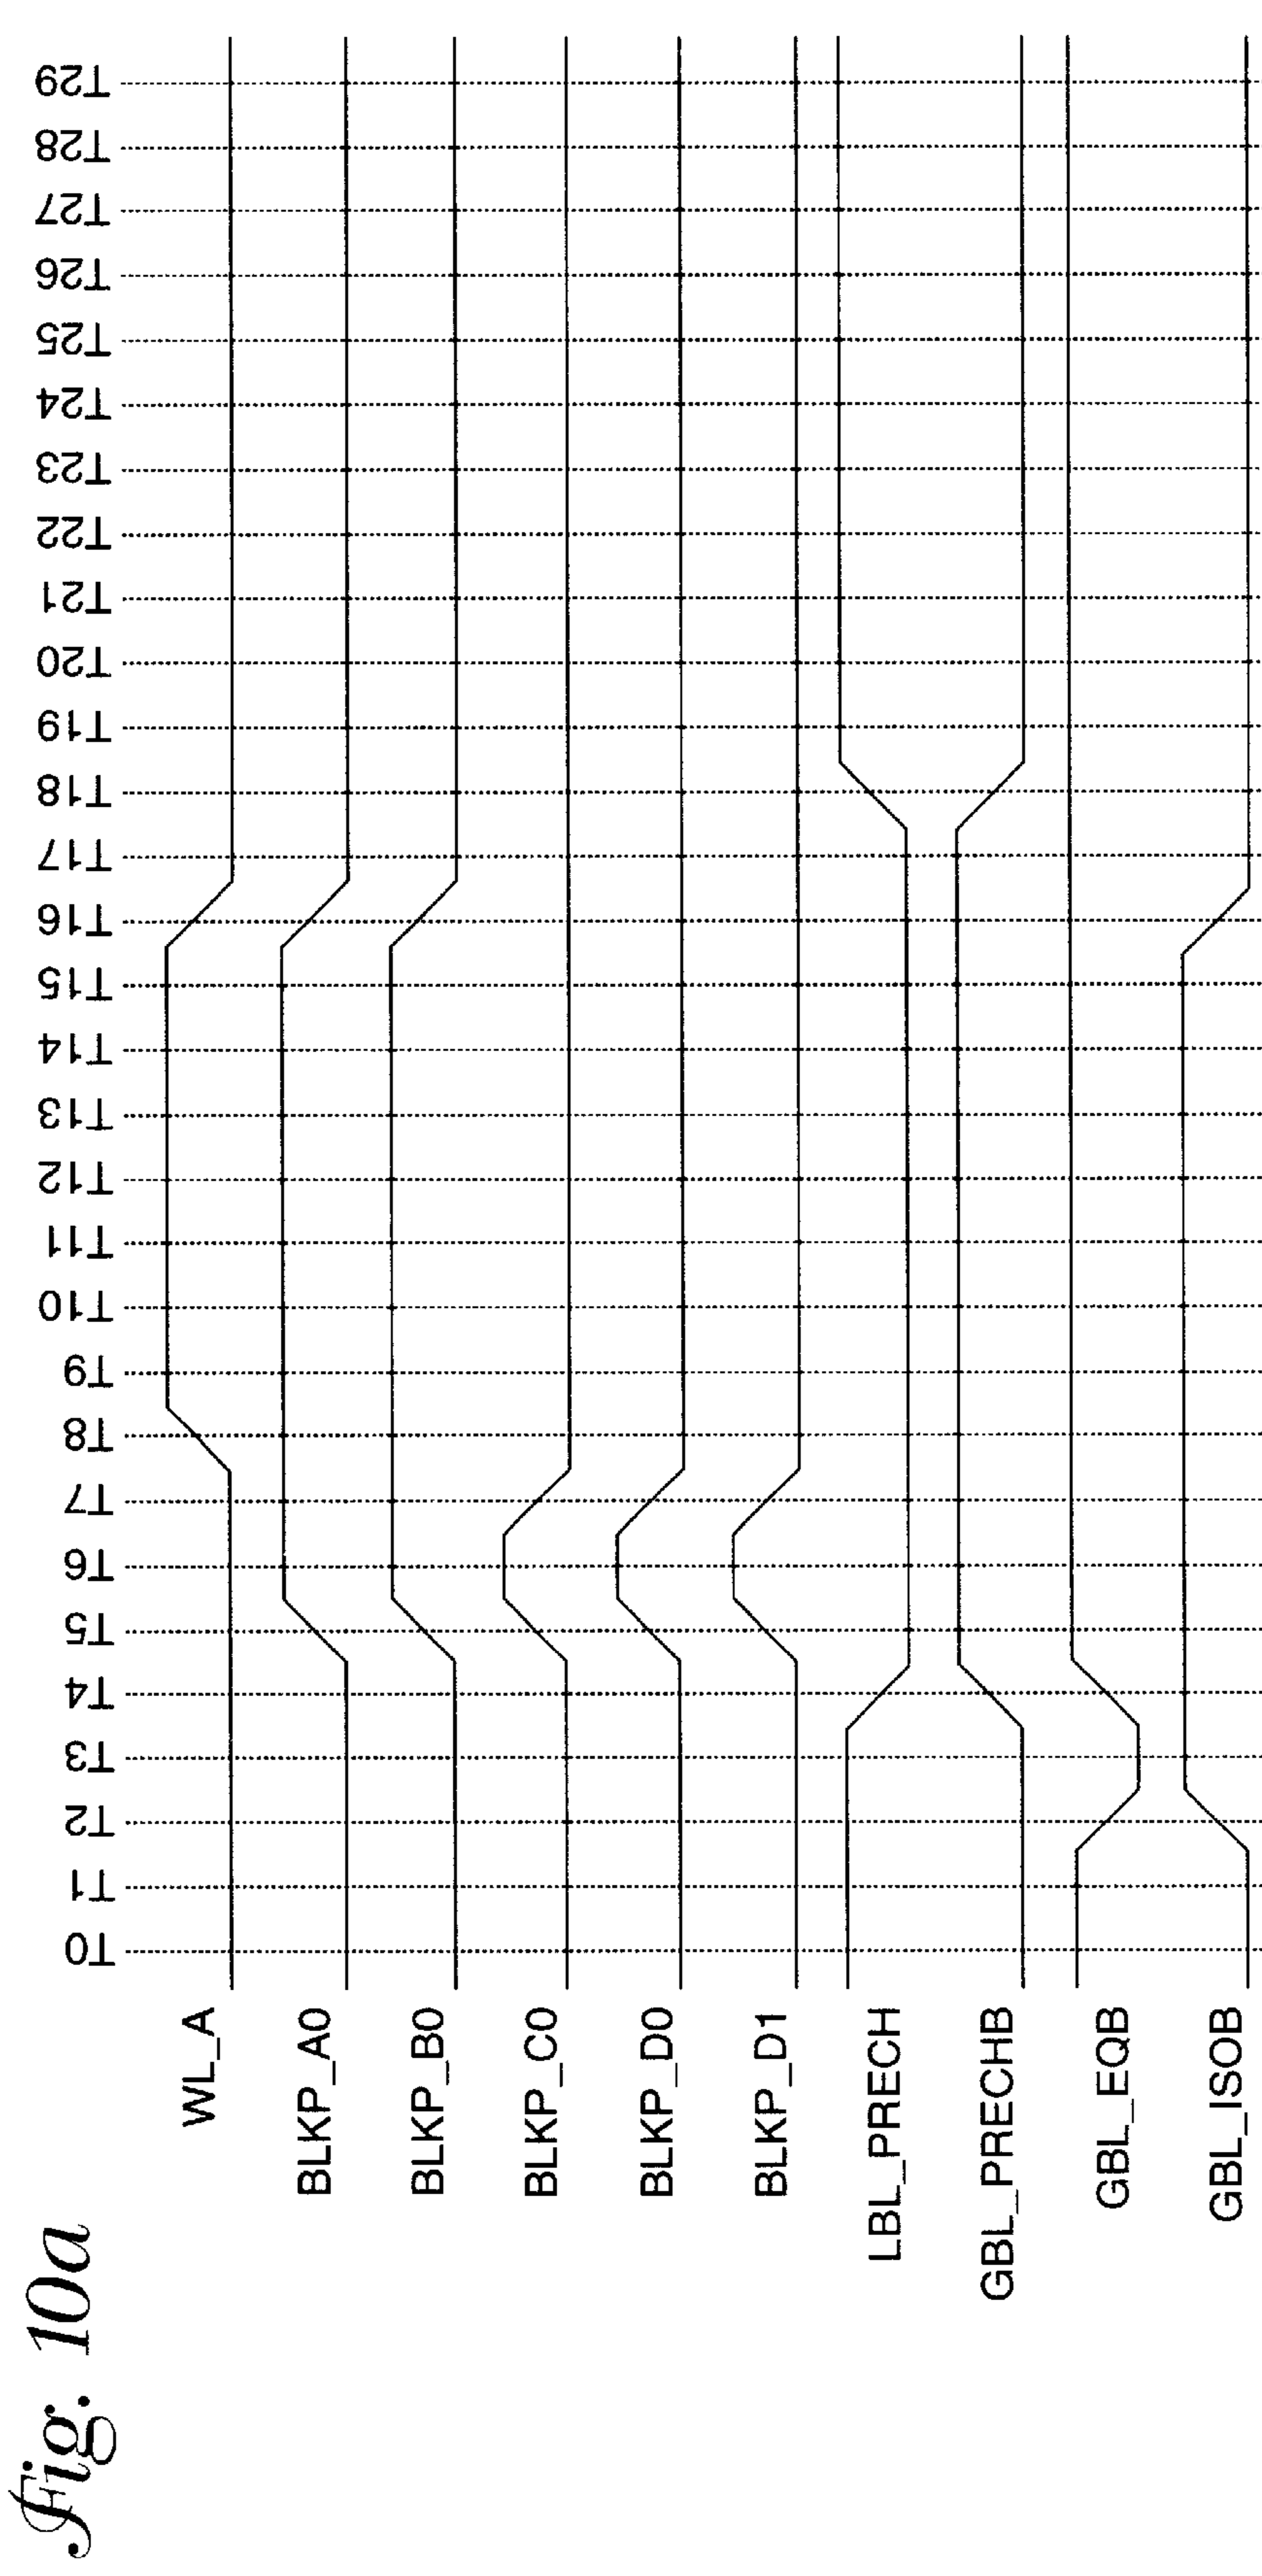 Fig. 10a
T0 T1 T2 T3 T4 T5 T6 T7 T8 T9 T10 T11 T12 T13 T14 T15 T16 T17 T18 T19 T20 T21 T22 T23 T24 T25 T26 T27 T28 T29
WL_A
BLKP_A0
BLKP_B0
BLKP_C0
BLKP_D0
BLKP_D1
LBL_PRECH
GBL_PRECHB
GBL_EQB
GBL_ISOB